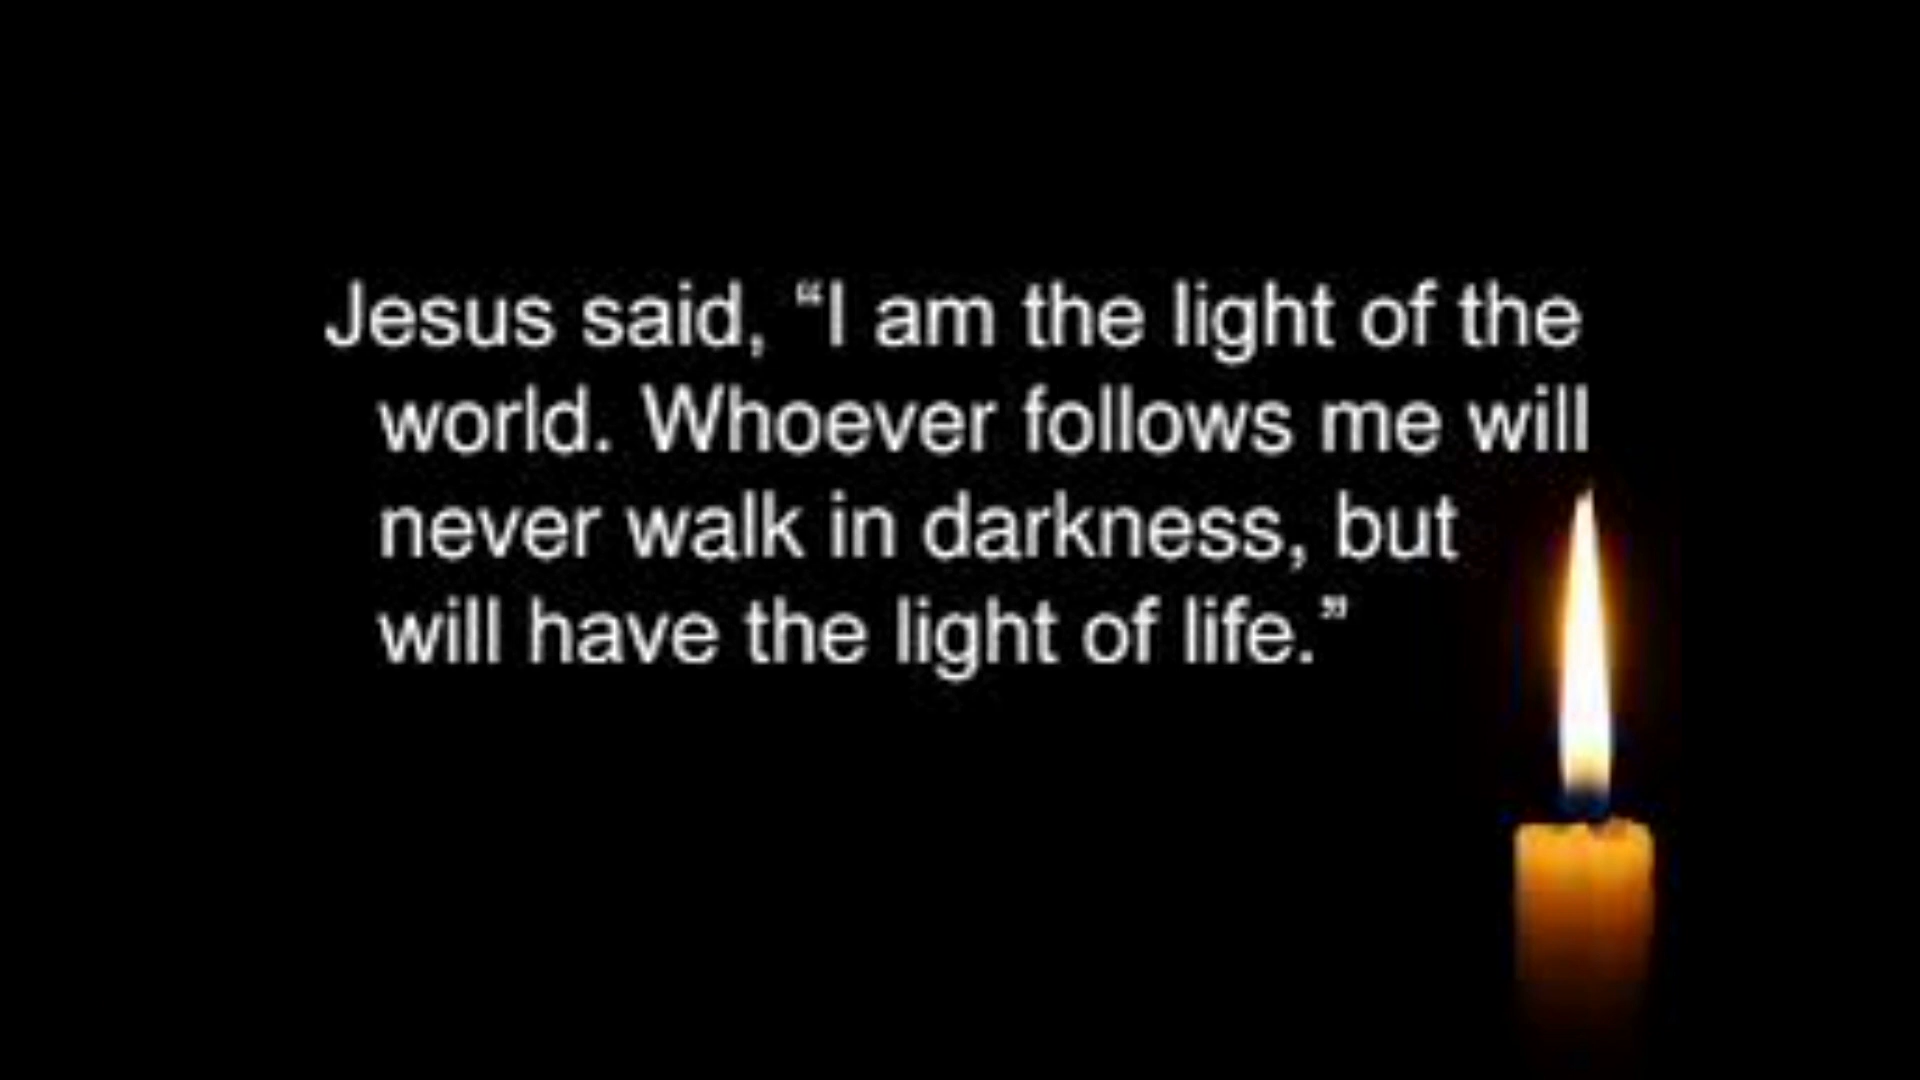 Jesus said, “I am the light of the
world. Whoever follows me will
never walk in darkness, but
will have the light of life.”